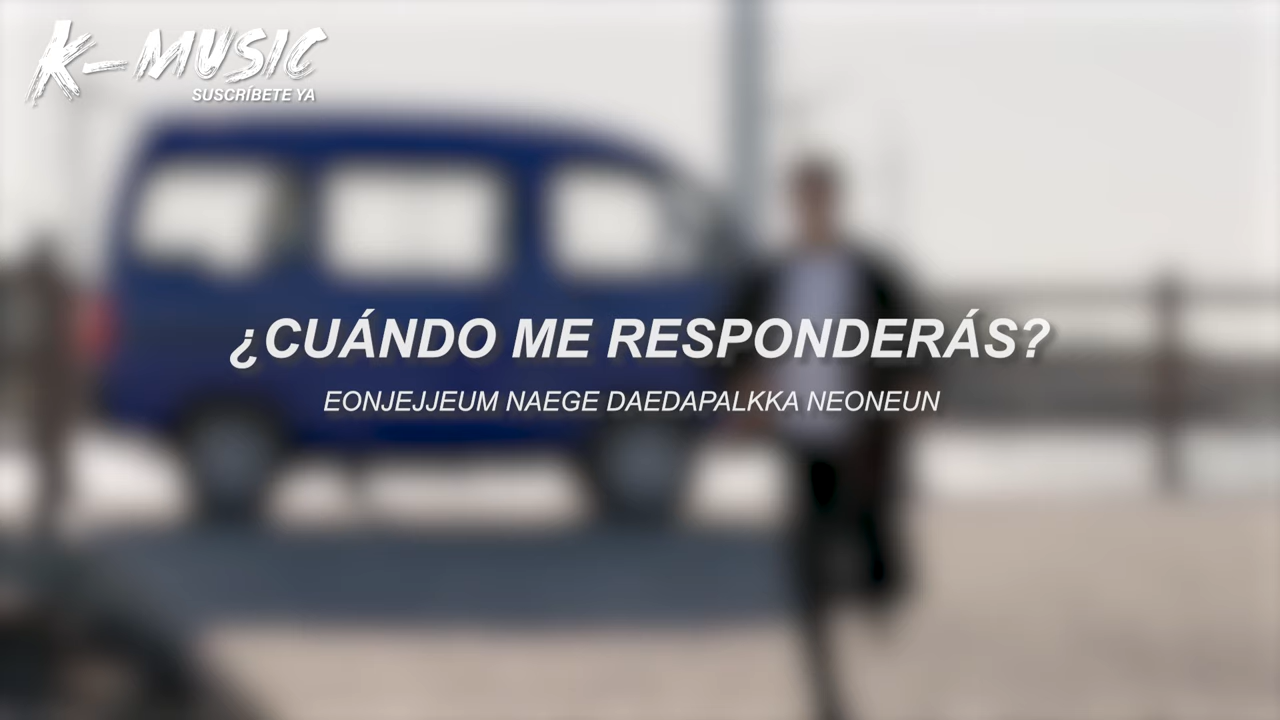 K-MUSIC
SUSCRÍBETE YA
¿CUÁNDO ME RESPONDERÁS?
EONJEJJEUM NAEGE DAEDAPALKKA NEONEUN